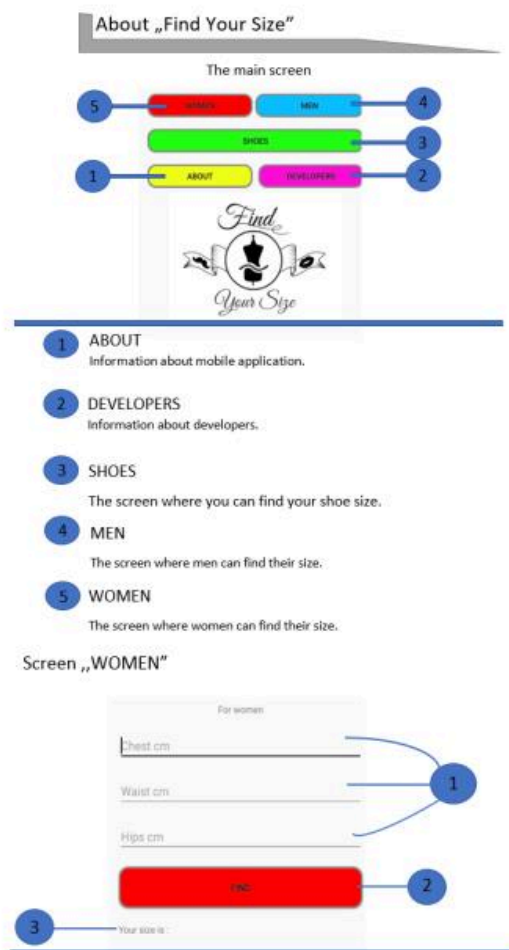 About „Find Your Size”
The main screen
5 WOMEN MEN 4
SHOES 3
1 ABOUT DEVELOPERS 2
Find
Your Size
1 ABOUT
Information about mobile application.
2 DEVELOPERS
Information about developers.
3 SHOES
The screen where you can find your shoe size.
4 MEN
The screen where men can find their size.
5 WOMEN
The screen where women can find their size.
Screen ,,WOMEN”
For women
Chest cm
Waist cm 1
Hips cm
FIND 2
3 Your size is :